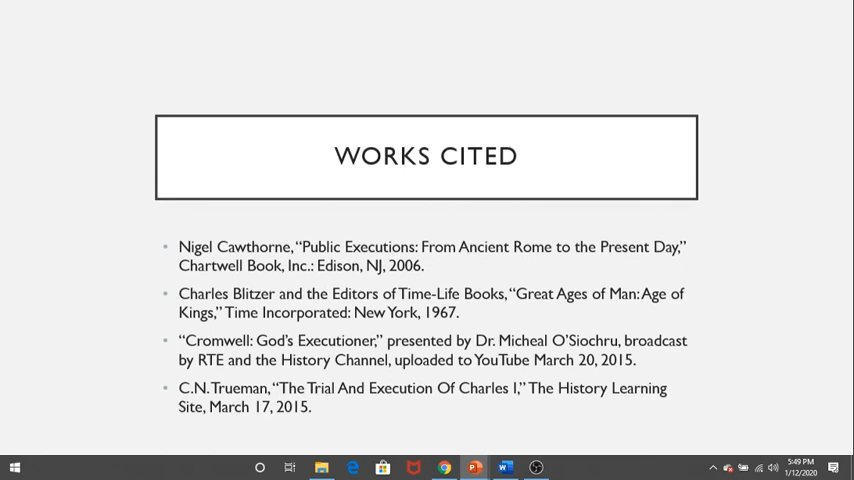 WORKS CITED
• Nigel Cawthorne, “Public Executions: From Ancient Rome to the Present Day,”
Chartwell Book, Inc.: Edison, NJ, 2006.
• Charles Blitzer and the Editors of Time-Life Books, “Great Ages of Man: Age of
Kings,” Time Incorporated: New York, 1967.
• “Cromwell: God’s Executioner,” presented by Dr. Micheal O’Siochru, broadcast
by RTE and the History Channel, uploaded to YouTube March 20, 2015.
• C.N. Trueman, “The Trial And Execution Of Charles I,” The History Learning
Site, March 17, 2015.
5:49 PM
1/12/2020